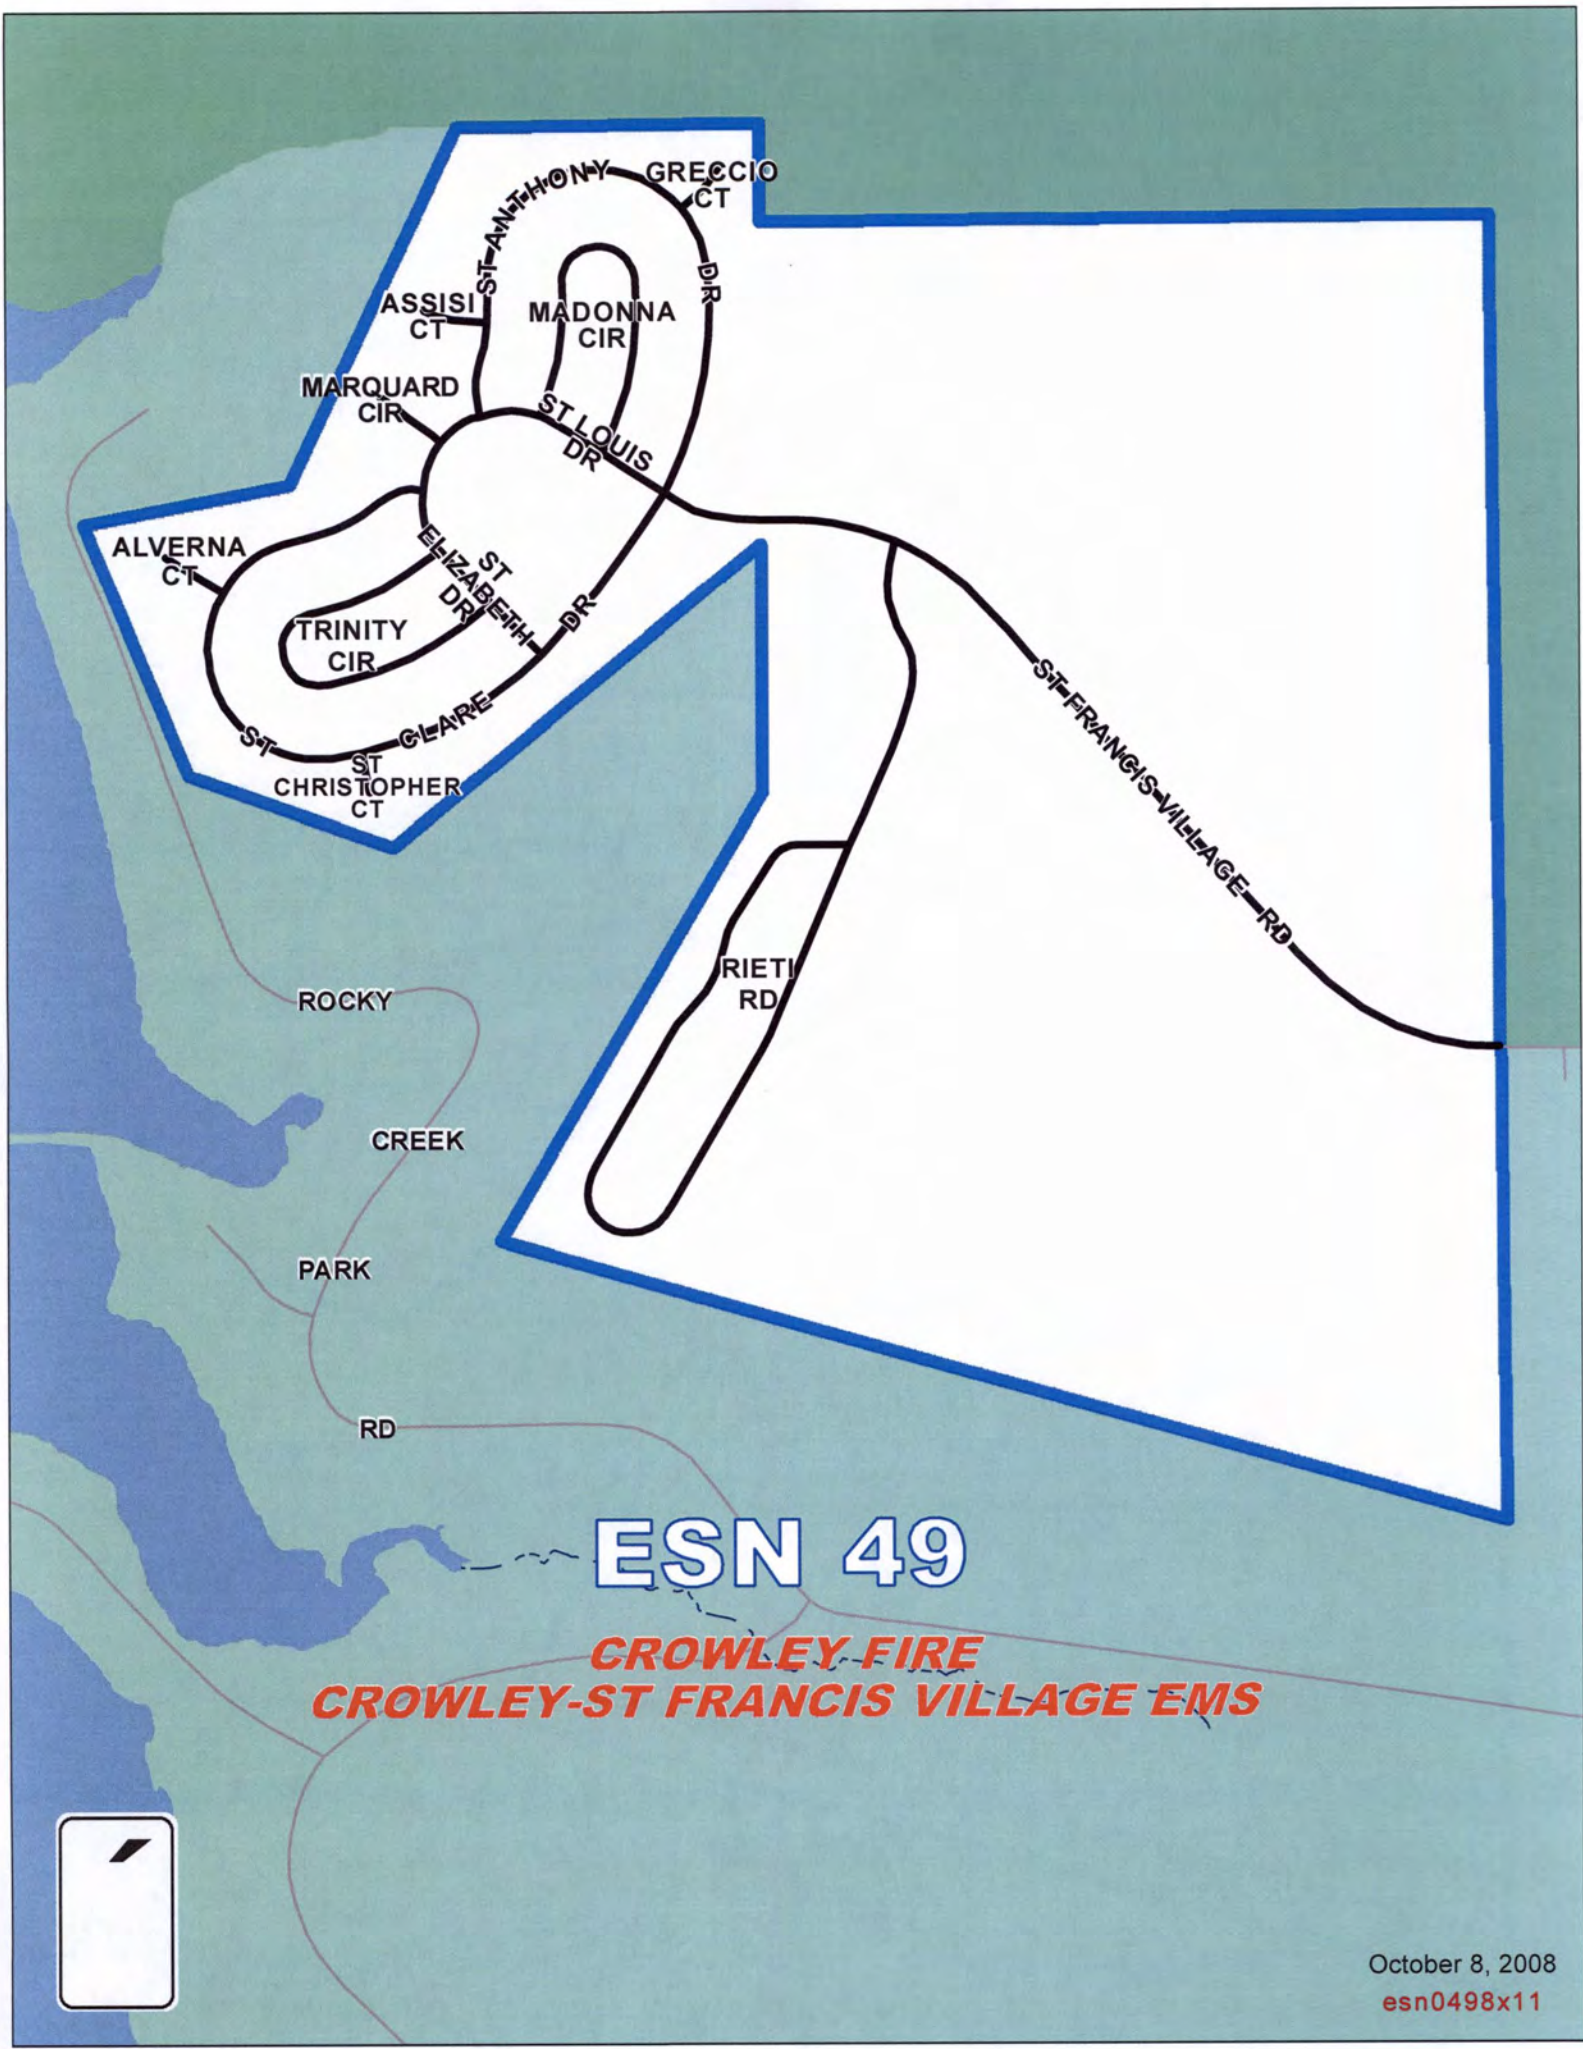 ST ANTHONY DR
GRECCIO
CT
ASSISI
CT
MADONNA
CIR
MARQUARD
CIR
ST LOUIS
DR
ALVERNA
CT
ST
ELIZABETH
DR
TRINITY
CIR
ST CLARE DR
ST
CHRISTOPHER
CT
ST FRANCIS VILLAGE RD
RIETI
RD
ROCKY
CREEK
PARK
RD
ESN 49
CROWLEY FIRE
CROWLEY-ST FRANCIS VILLAGE EMS
October 8, 2008
esn0498x11